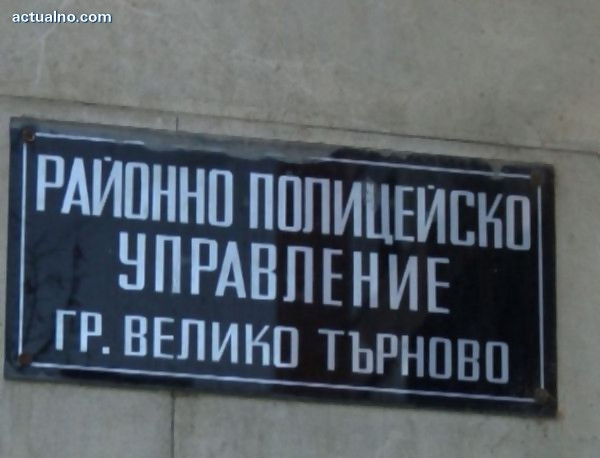 actualno.com
РАЙОННО ПОЛИЦЕЙСКО
УПРАВЛЕНИЕ
ГР. ВЕЛИКО ТЪРНОВО